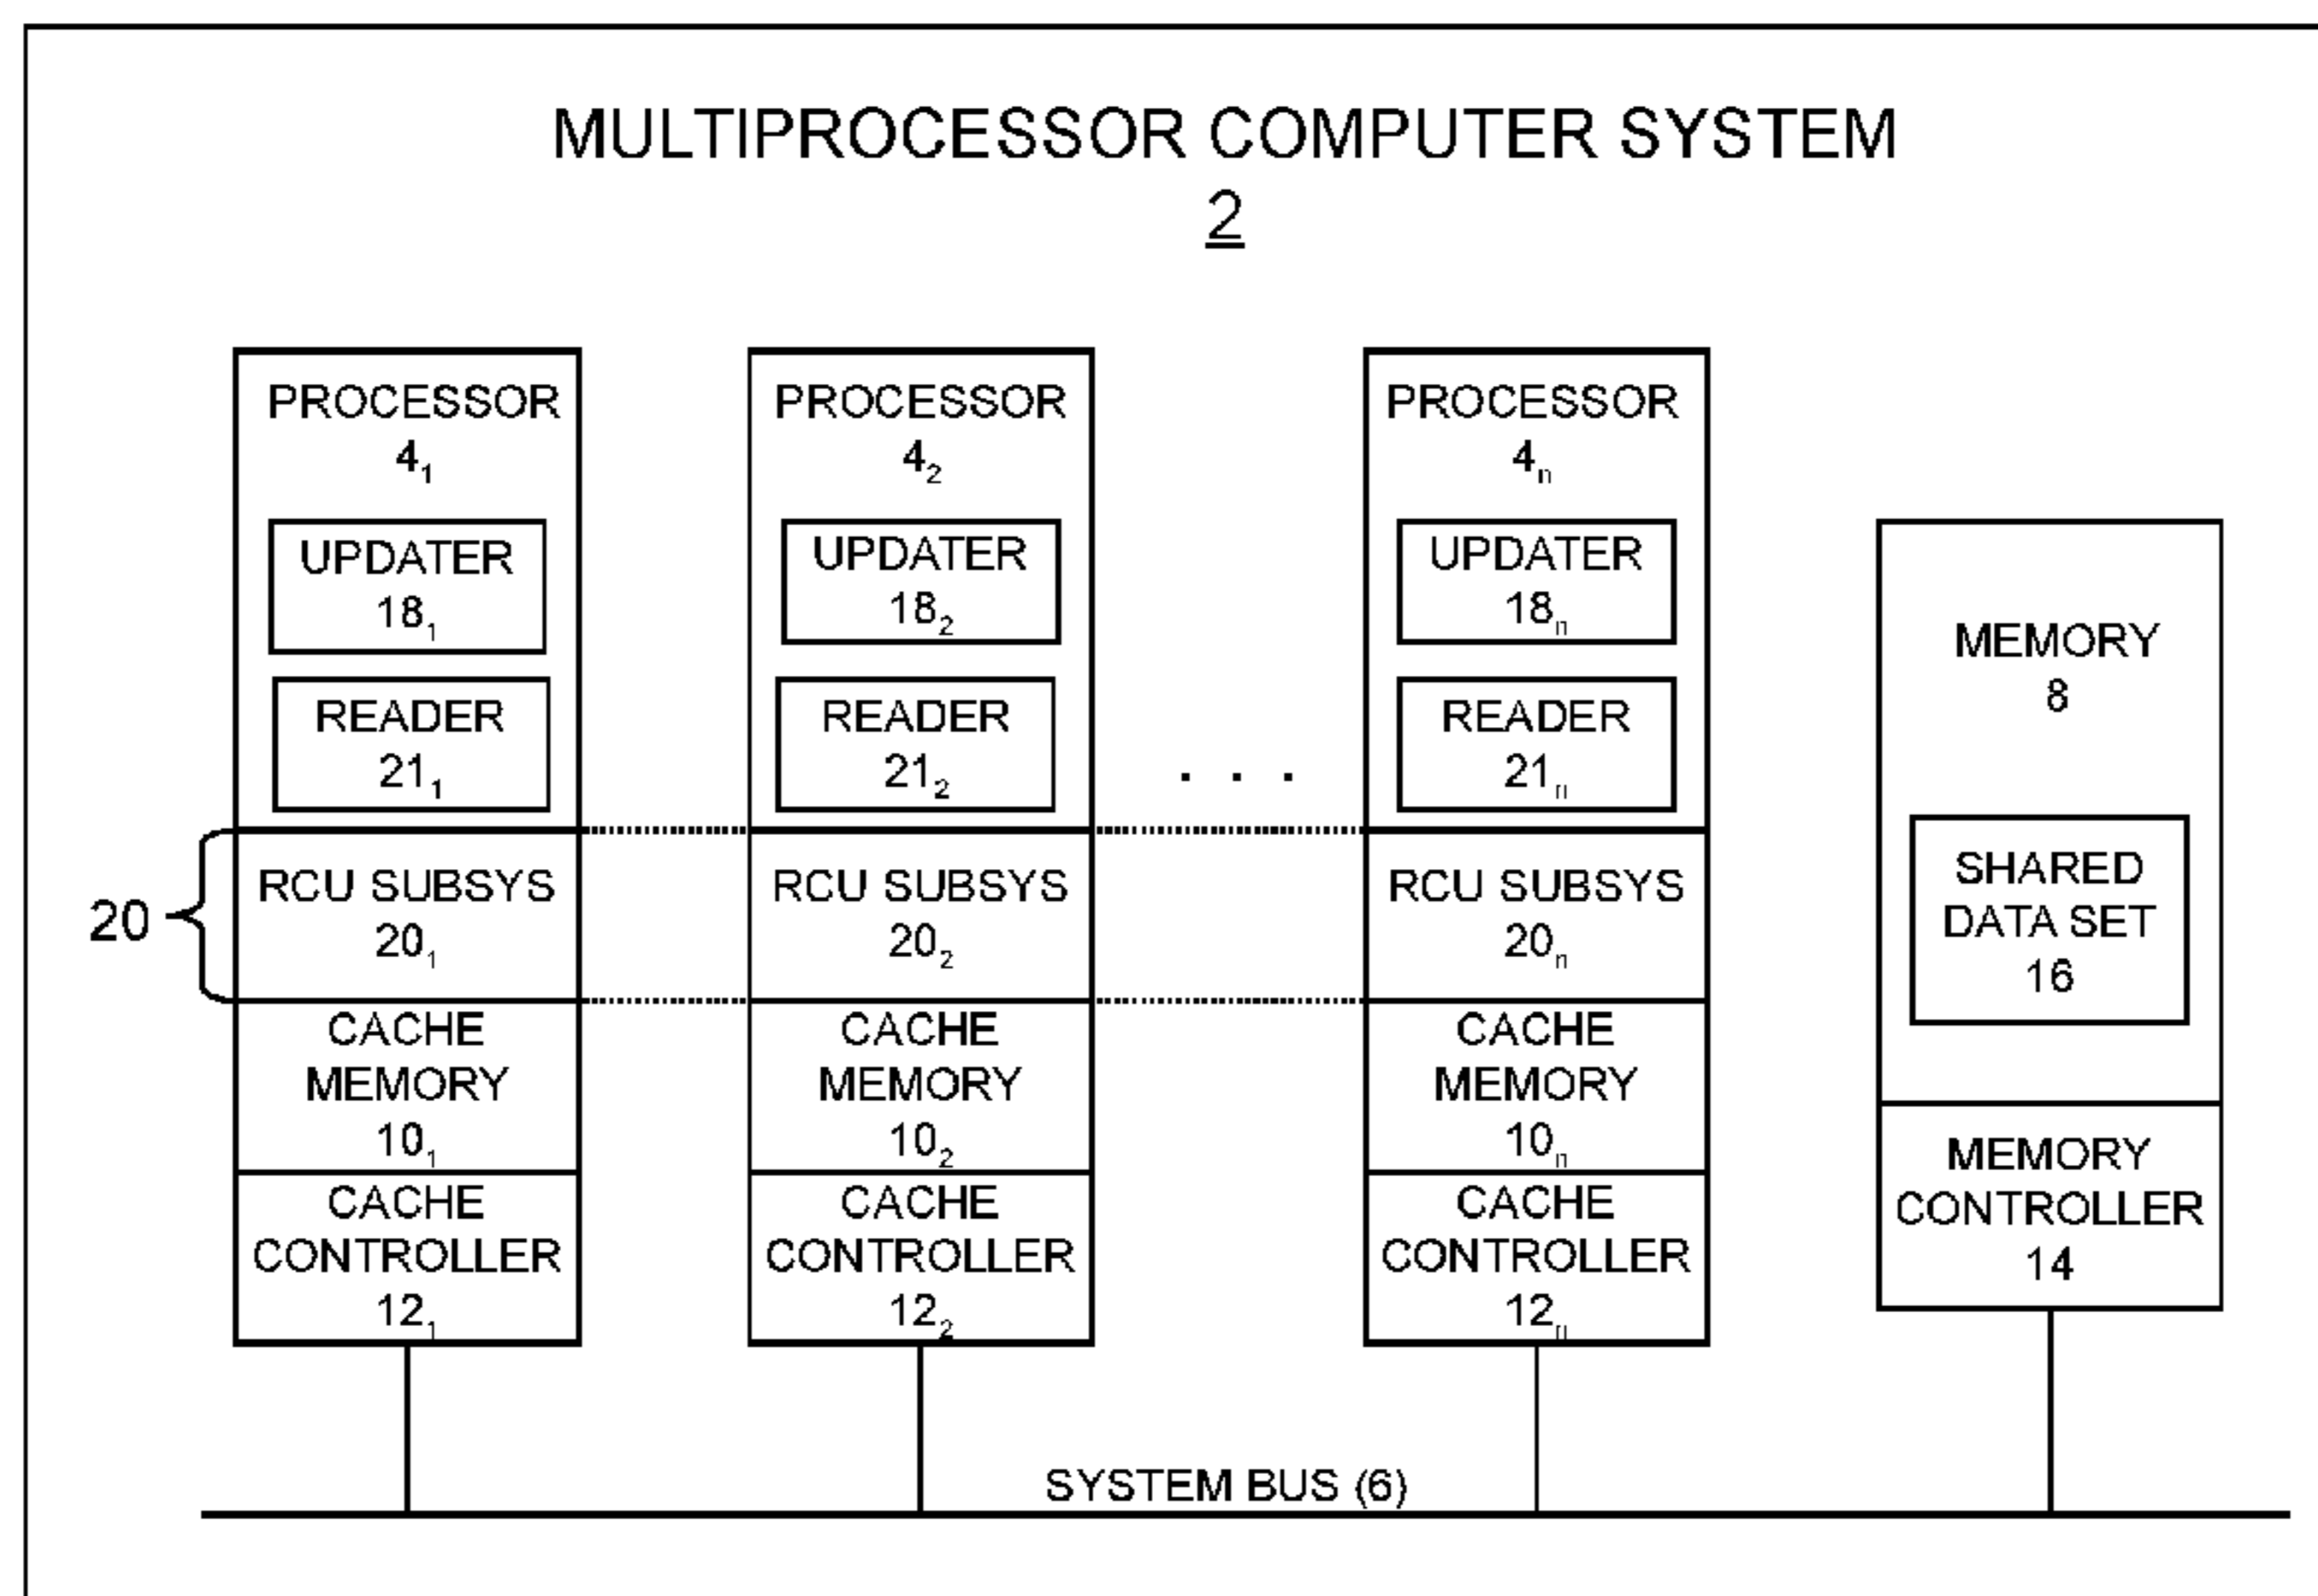 MULTIPROCESSOR COMPUTER SYSTEM
2
PROCESSOR
4₁
UPDATER
18₁
READER
21₁
RCU SUBSYS
20₁
CACHE
MEMORY
10₁
CACHE
CONTROLLER
12₁
PROCESSOR
4₂
UPDATER
18₂
READER
21₂
RCU SUBSYS
20₂
CACHE
MEMORY
10₂
CACHE
CONTROLLER
12₂
. . .
PROCESSOR
4ₙ
UPDATER
18ₙ
READER
21ₙ
RCU SUBSYS
20ₙ
CACHE
MEMORY
10ₙ
CACHE
CONTROLLER
12ₙ
MEMORY
8
SHARED
DATA SET
16
MEMORY
CONTROLLER
14
20
SYSTEM BUS (6)